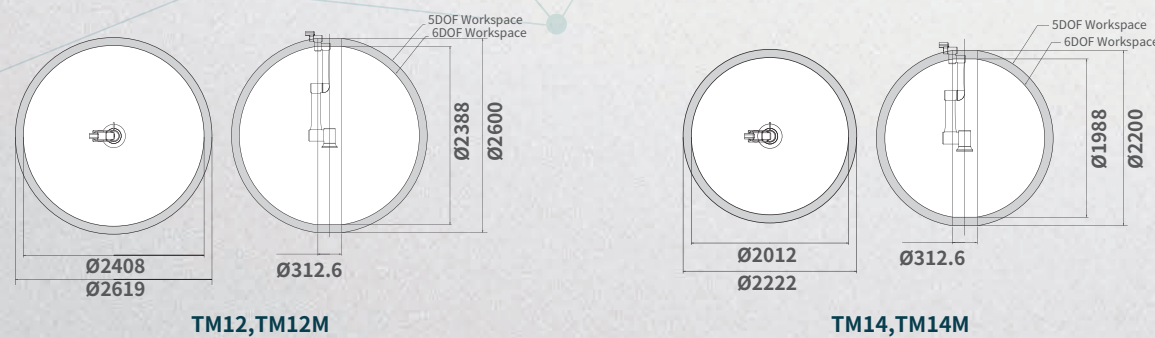 5DOF Workspace
6DOF Workspace
Ø2388
Ø2600
Ø2408
Ø2619
Ø312.6
TM12,TM12M
5DOF Workspace
6DOF Workspace
Ø1988
Ø2200
Ø2012
Ø2222
Ø312.6
TM14,TM14M